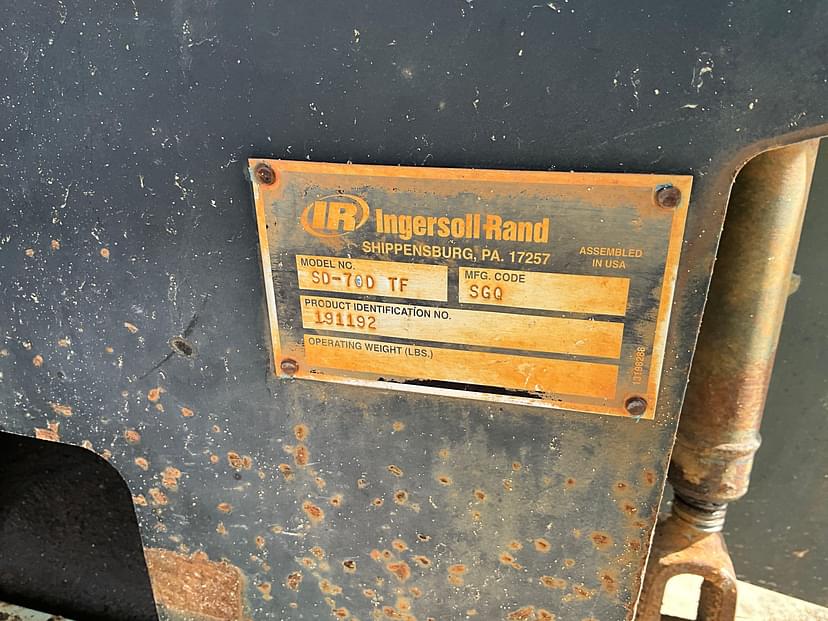 IR Ingersoll-Rand
SHIPPENSBURG, PA. 17257
ASSEMBLED
IN USA
MODEL NO.
SD-70D TF
MFG. CODE
SGQ
PRODUCT IDENTIFICATION NO.
191192
OPERATING WEIGHT (LBS.)
13198288